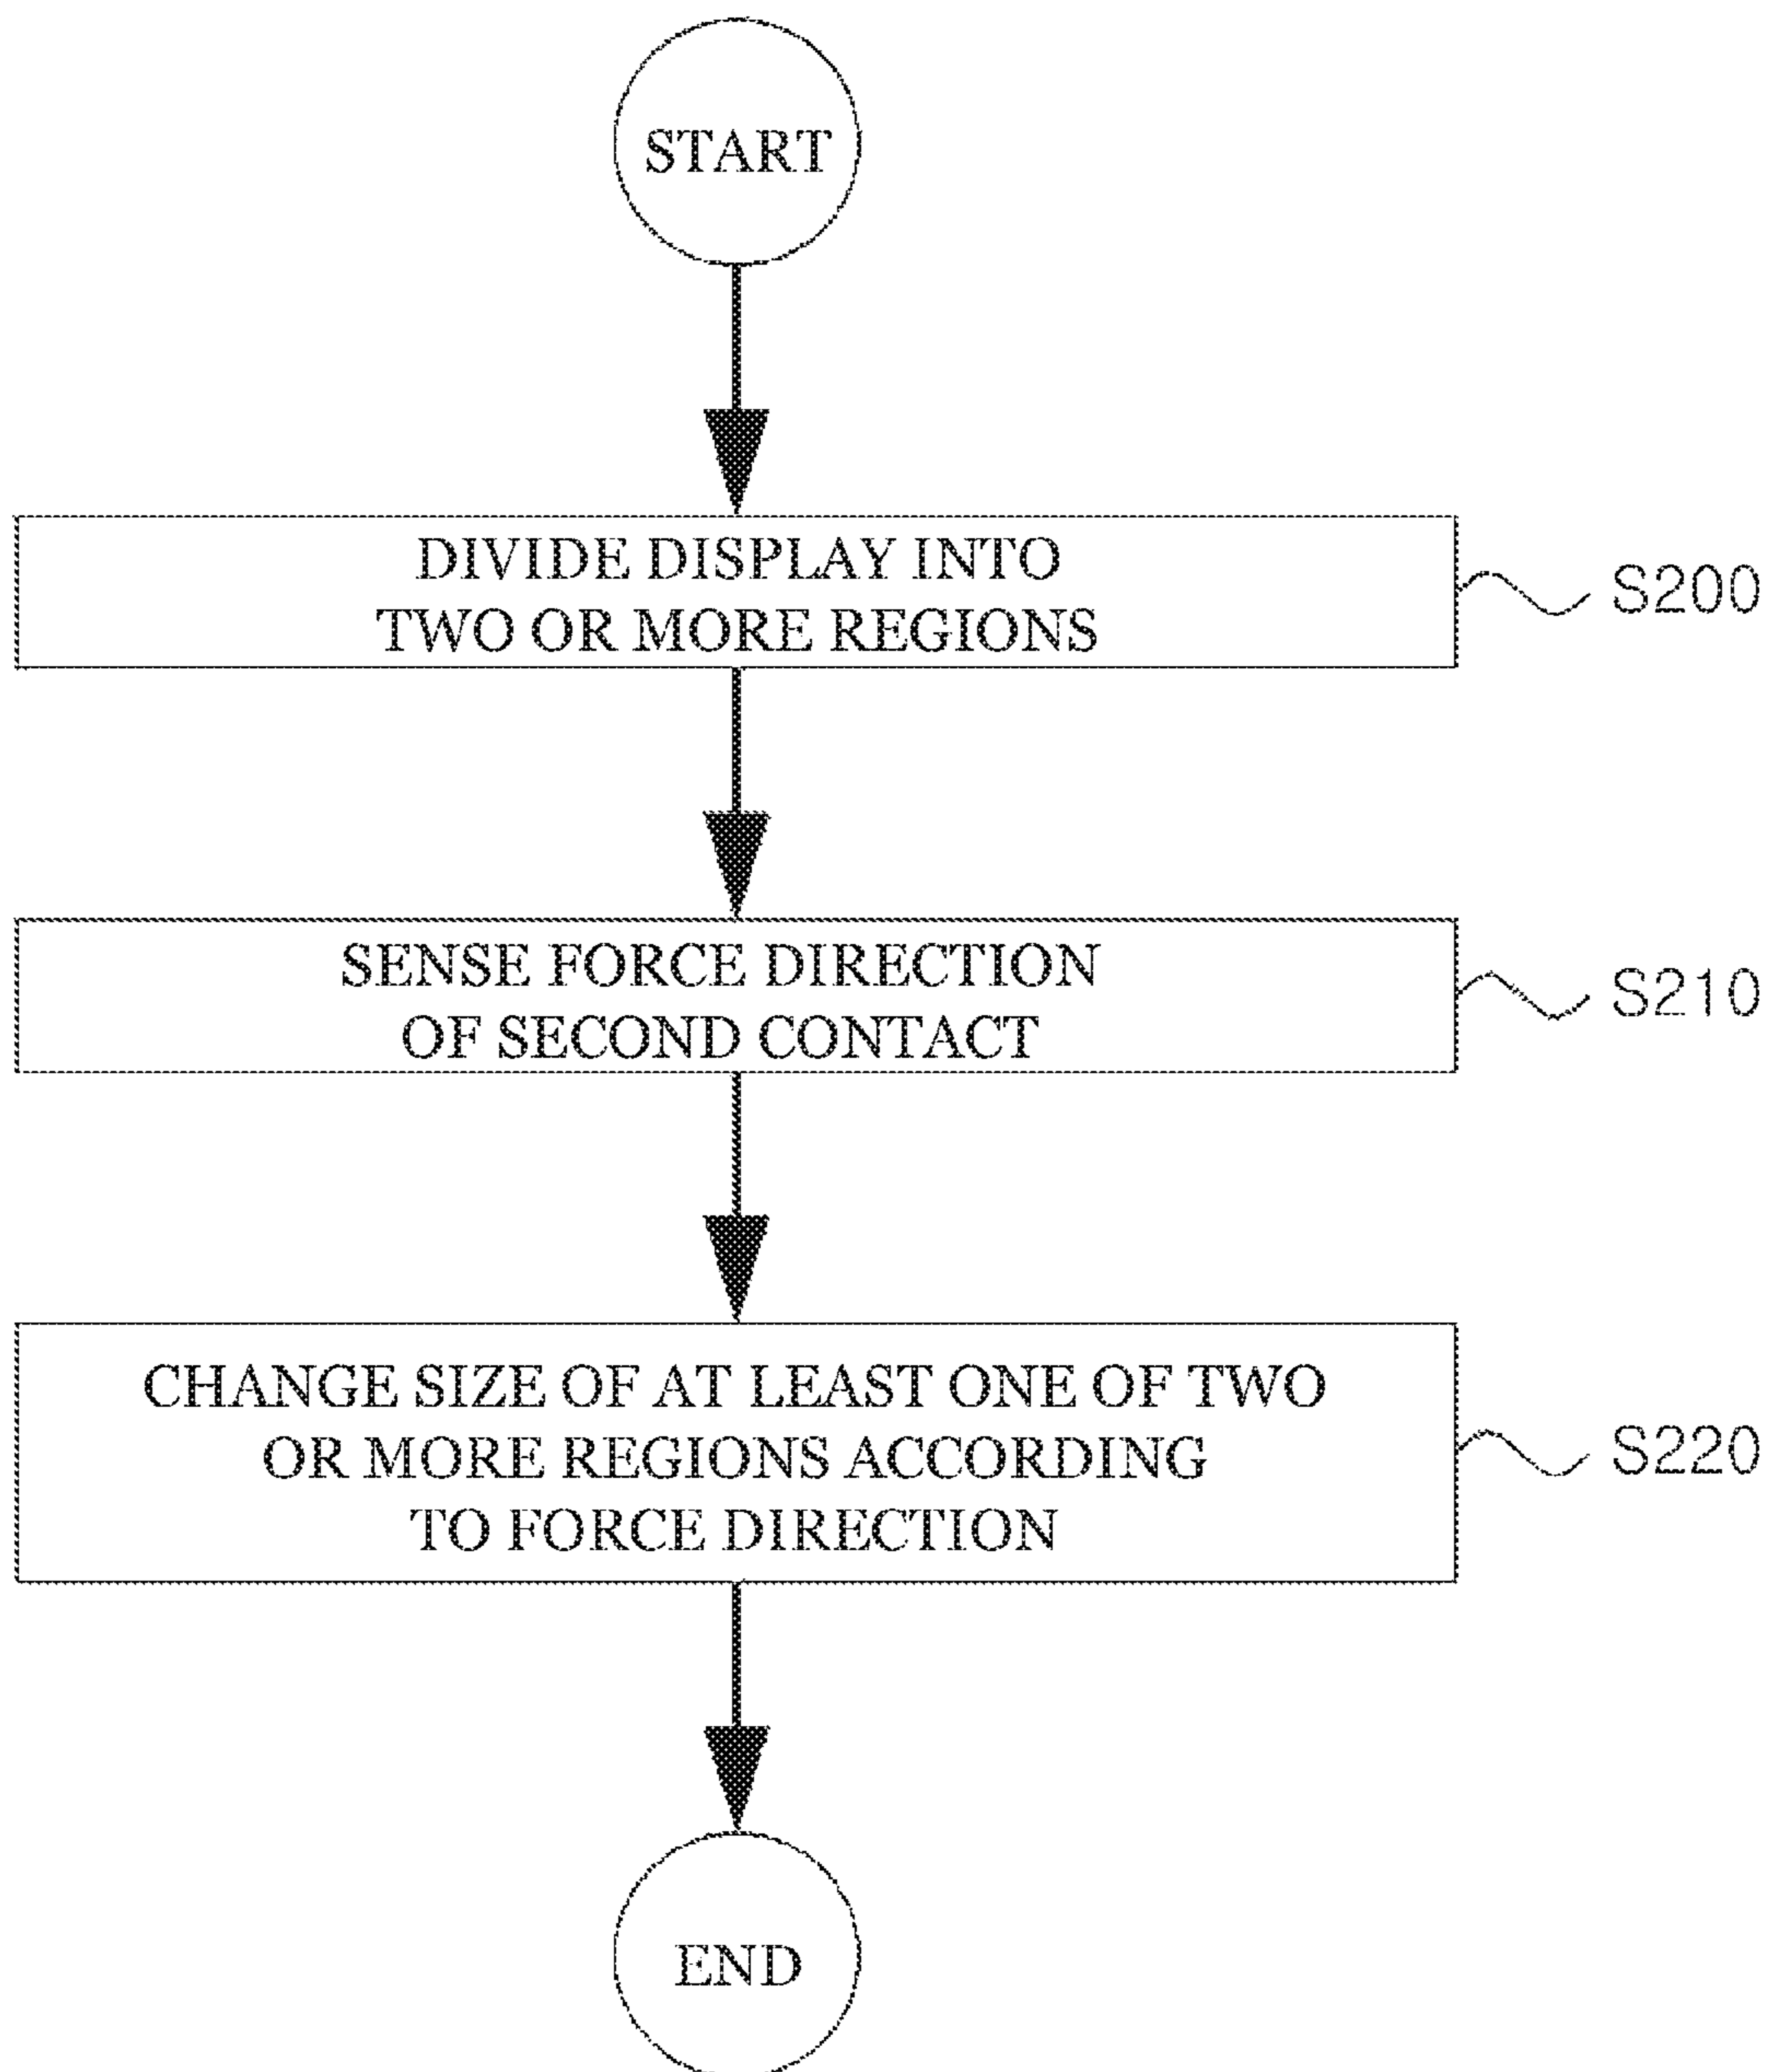 START
DIVIDE DISPLAY INTO
TWO OR MORE REGIONS
S200
SENSE FORCE DIRECTION
OF SECOND CONTACT
S210
CHANGE SIZE OF AT LEAST ONE OF TWO
OR MORE REGIONS ACCORDING
TO FORCE DIRECTION
S220
END